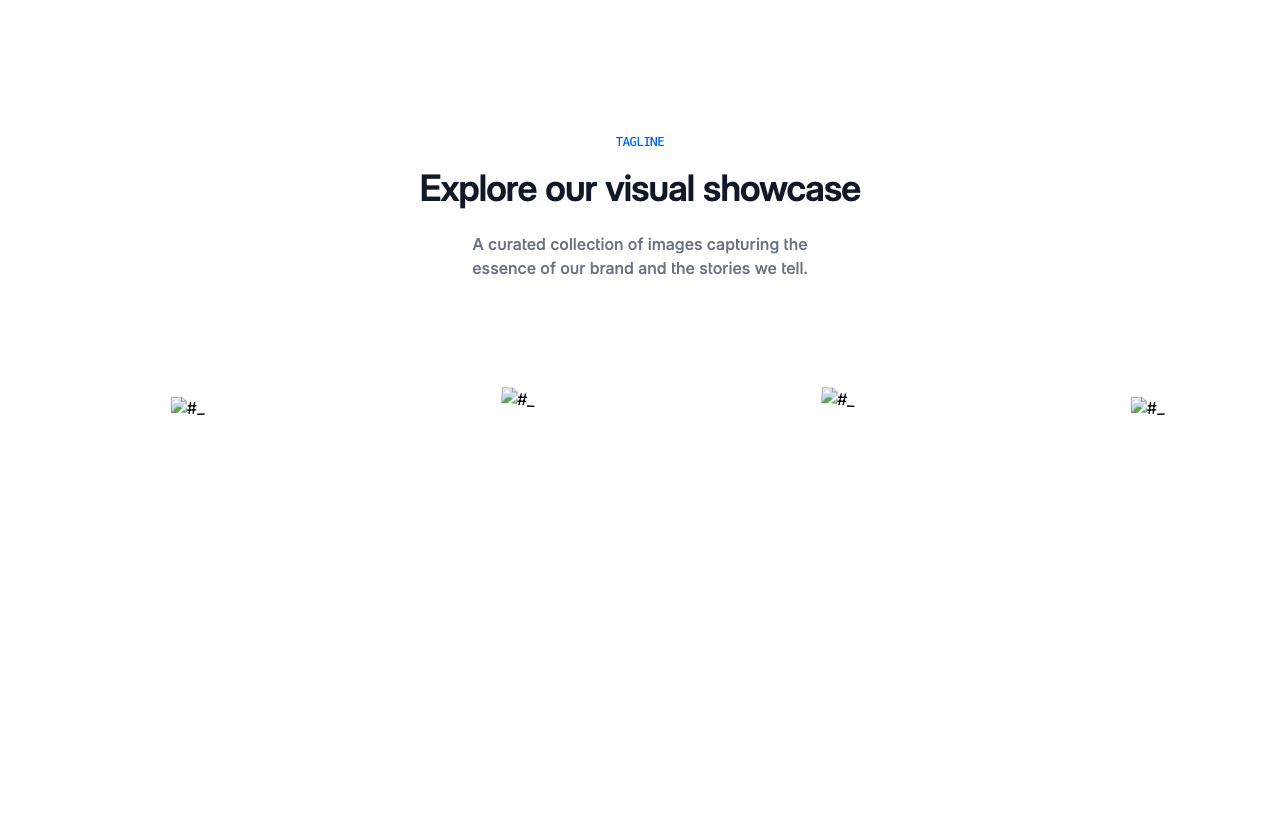 TAGLINE
Explore our visual showcase
A curated collection of images capturing the
essence of our brand and the stories we tell.
#_
#_
#_
#_